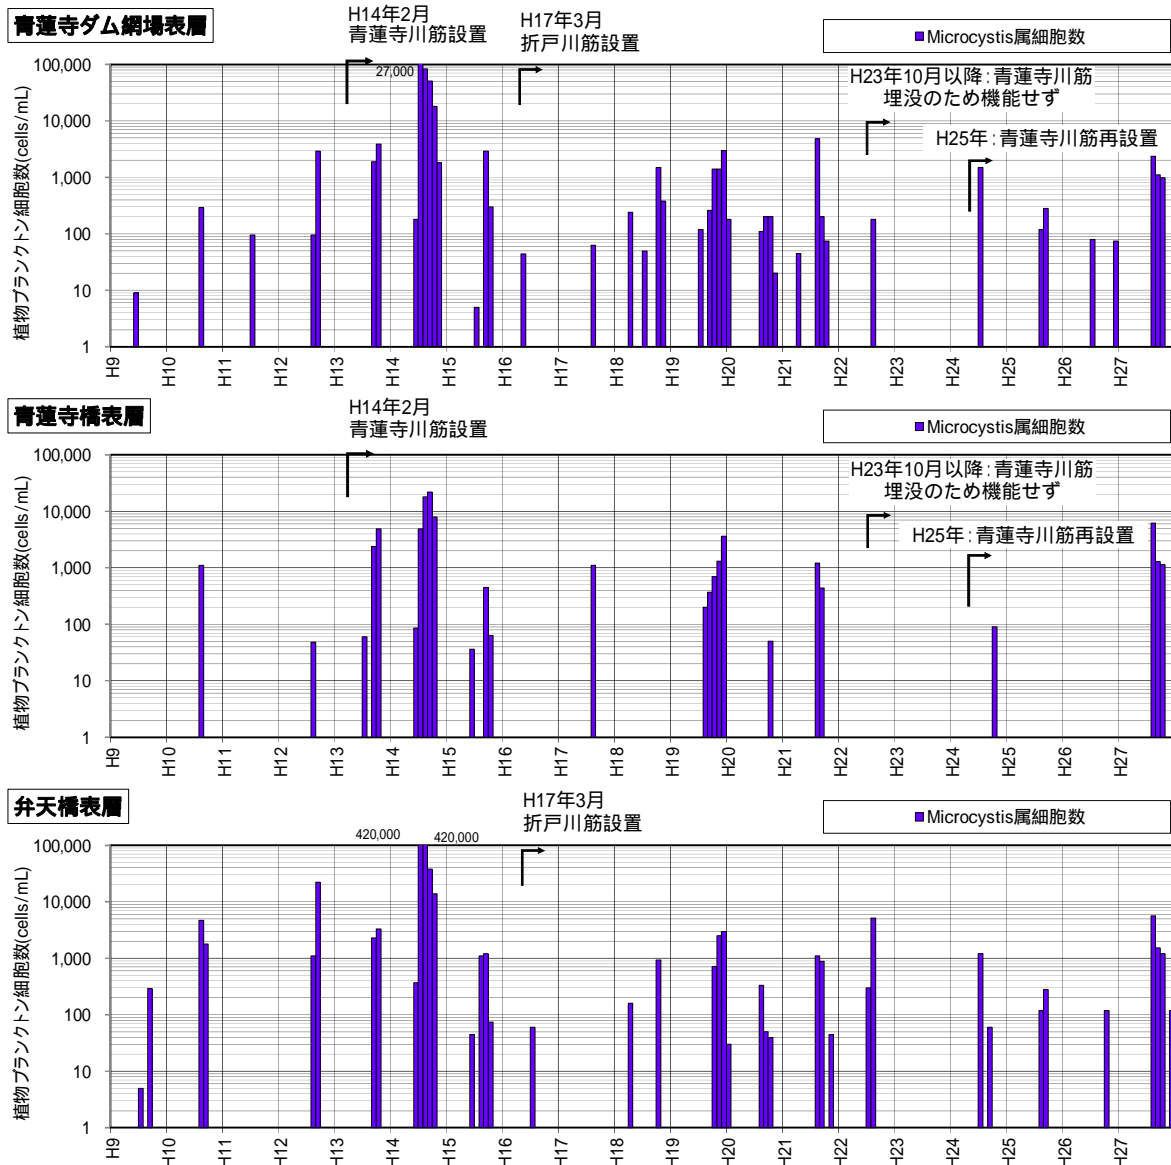 青蓮寺ダム網場表層
H14年2月
青蓮寺川筋設置
H17年3月
折戸川筋設置
Microcystis属細胞数
27,000
H23年10月以降：青蓮寺川筋
埋没のため機能せず
H25年：青蓮寺川筋再設置
植物プランクトン細胞数(cells/mL)
100,000
10,000
1,000
100
10
1
H9 H10 H11 H12 H13 H14 H15 H16 H17 H18 H19 H20 H21 H22 H23 H24 H25 H26 H27
青蓮寺橋表層
H14年2月
青蓮寺川筋設置
Microcystis属細胞数
H23年10月以降：青蓮寺川筋
埋没のため機能せず
H25年：青蓮寺川筋再設置
植物プランクトン細胞数(cells/mL)
100,000
10,000
1,000
100
10
1
H9 H10 H11 H12 H13 H14 H15 H16 H17 H18 H19 H20 H21 H22 H23 H24 H25 H26 H27
弁天橋表層
H17年3月
折戸川筋設置
Microcystis属細胞数
420,000
420,000
植物プランクトン細胞数(cells/mL)
100,000
10,000
1,000
100
10
1
H9 H10 H11 H12 H13 H14 H15 H16 H17 H18 H19 H20 H21 H22 H23 H24 H25 H26 H27